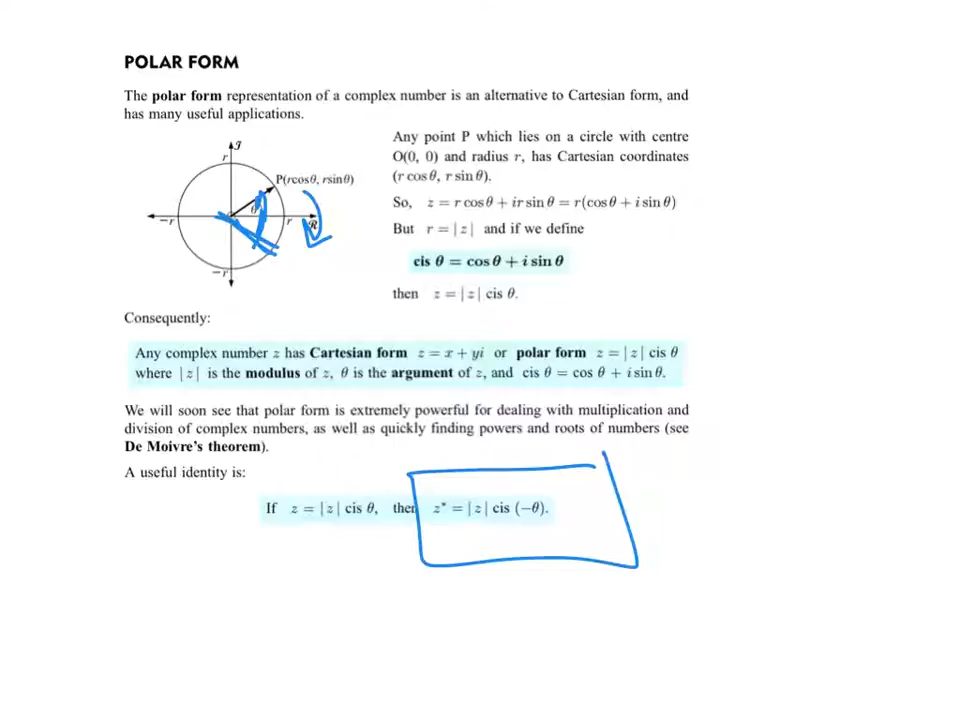 POLAR FORM
The polar form representation of a complex number is an alternative to Cartesian form, and
has many useful applications.
Any point P which lies on a circle with centre
O(0, 0) and radius r, has Cartesian coordinates
(r cos θ, r sin θ).
So, z = r cos θ + ir sin θ = r(cos θ + i sin θ)
But r = |z| and if we define
cis θ = cos θ + i sin θ
then z = |z| cis θ.
𝓘
r
P(rcosθ, rsinθ)
θ
−r
r
R
−r
Consequently:
Any complex number z has Cartesian form z = x + yi or polar form z = |z| cis θ
where |z| is the modulus of z, θ is the argument of z, and cis θ = cos θ + i sin θ.
We will soon see that polar form is extremely powerful for dealing with multiplication and
division of complex numbers, as well as quickly finding powers and roots of numbers (see
De Moivre's theorem).
A useful identity is:
If z = |z| cis θ, then z* = |z| cis (−θ).